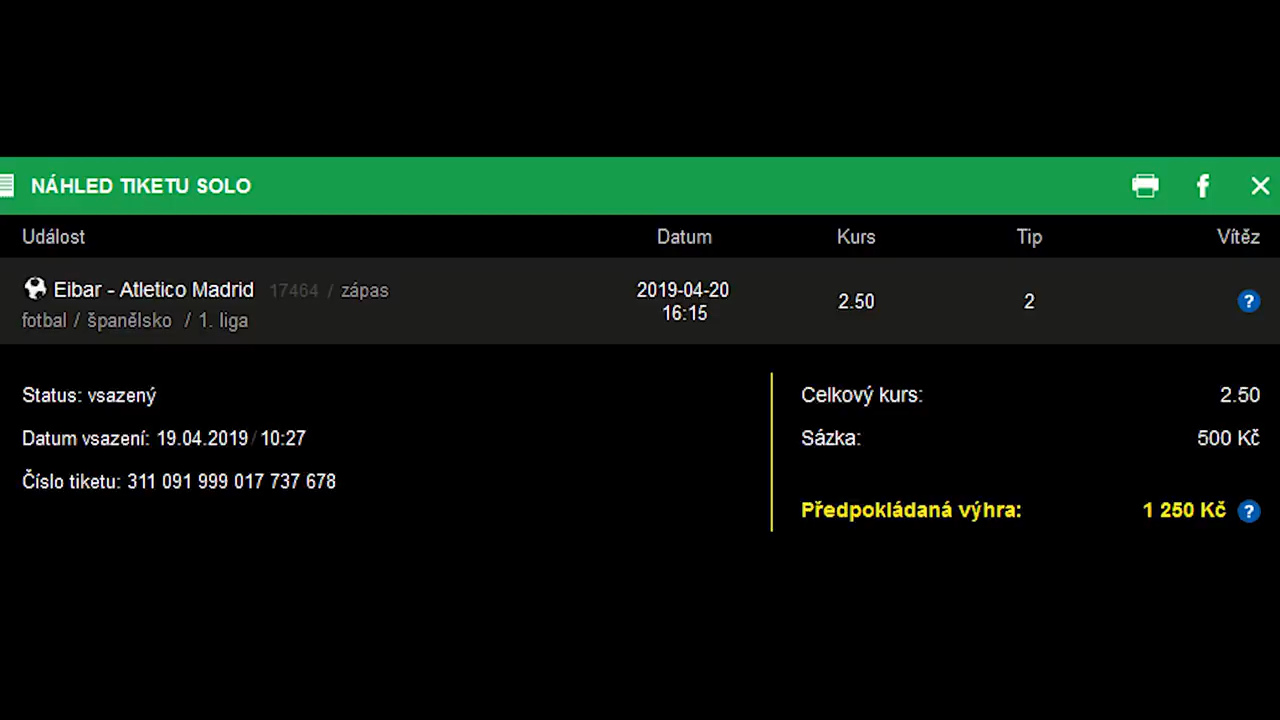 NÁHLED TIKETU SOLO
Událost Datum Kurs Tip Vítěz
Eibar - Atletico Madrid 17464 / zápas 2019-04-20 16:15 2.50 2 ?
fotbal / španělsko / 1. liga
Status: vsazený
Datum vsazení: 19.04.2019 / 10:27
Číslo tiketu: 311 091 999 017 737 678
Celkový kurs: 2.50
Sázka: 500 Kč
Předpokládaná výhra: 1 250 Kč ?